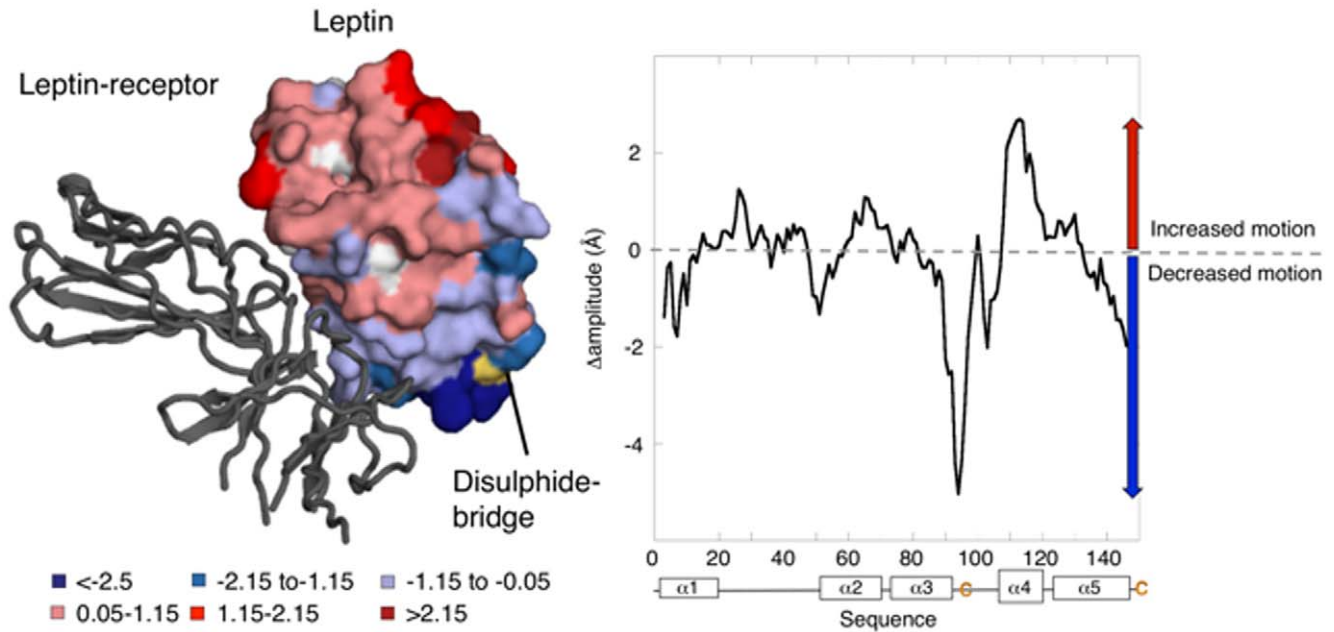 Leptin
Leptin-receptor
Disulphide-
bridge
<-2.5
-2.15 to-1.15
-1.15 to -0.05
0.05-1.15
1.15-2.15
>2.15
Δamplitude (Å)
2
0
-2
-4
Increased motion
Decreased motion
0 20 40 60 80 100 120 140
α1 α2 α3 C α4 α5 C
Sequence